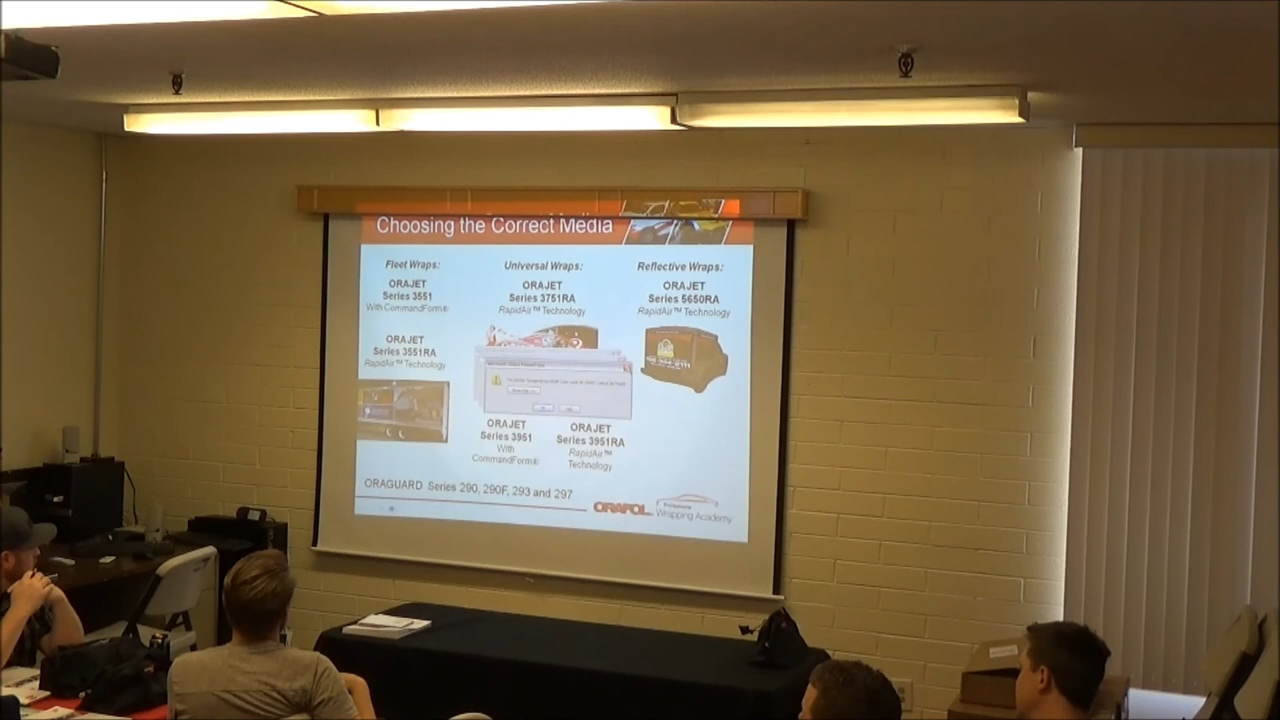 Choosing the Correct Media
Fleet Wraps:
ORAJET
Series 3551
With CommandForm®
ORAJET
Series 3551RA
RapidAir™ Technology
Universal Wraps:
ORAJET
Series 3751RA
RapidAir™ Technology
ORAJET
Series 3951
With
CommandForm®
ORAJET
Series 3951RA
RapidAir™
Technology
Reflective Wraps:
ORAJET
Series 5650RA
RapidAir™ Technology
ORAGUARD Series 290, 290F, 293 and 297
ORAFOL
Professional
Wrapping Academy